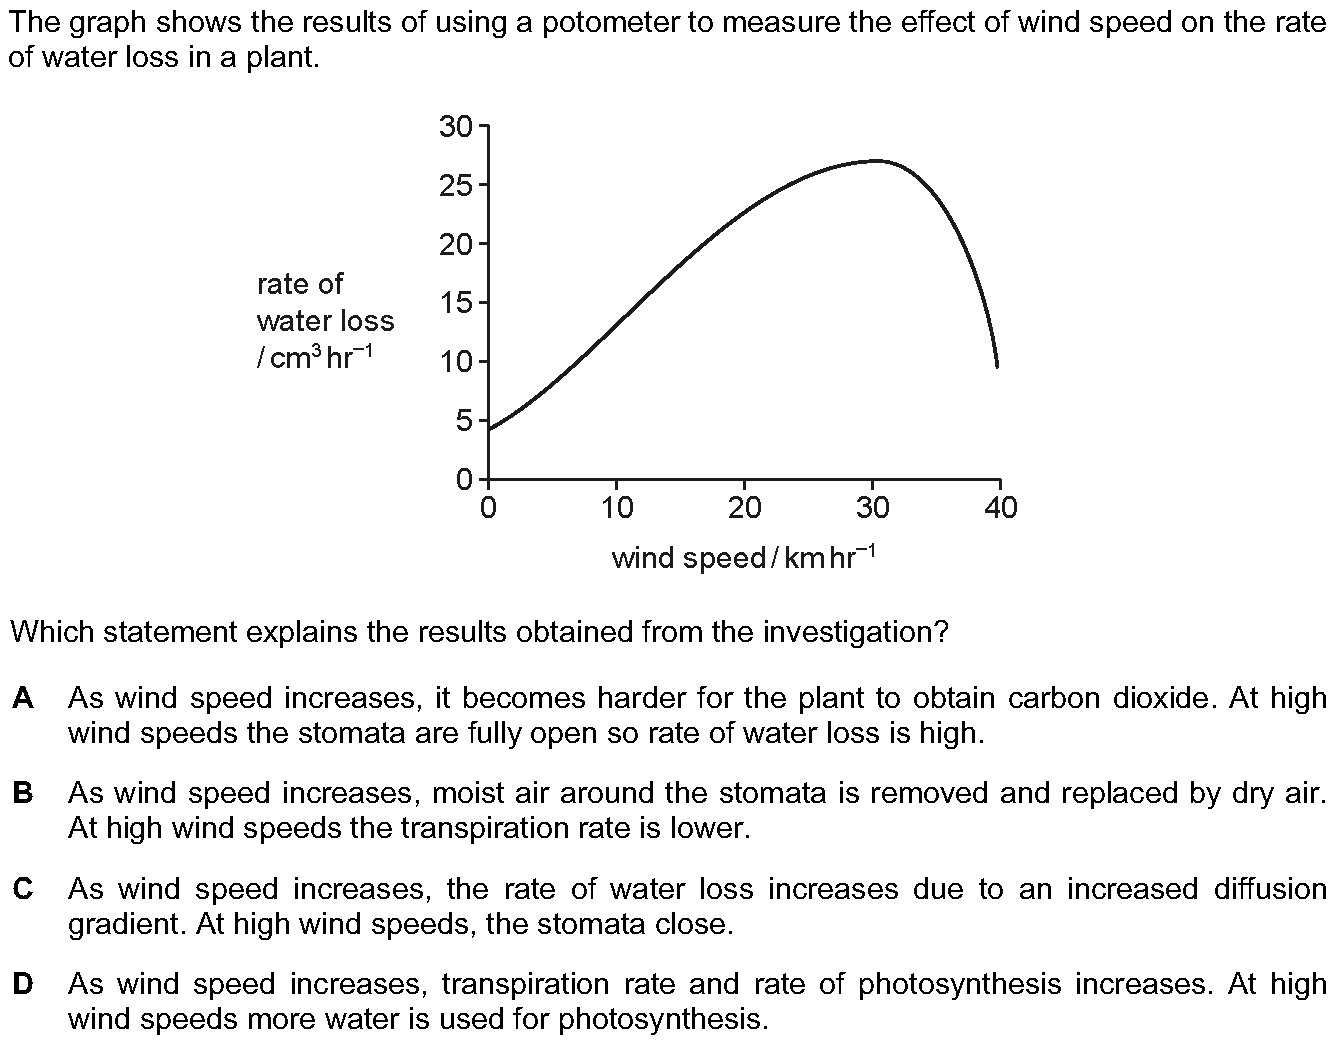 The graph shows the results of using a potometer to measure the effect of wind speed on the rate
of water loss in a plant.
30
25
20
15
10
5
0
rate of
water loss
/ cm³ hr⁻¹
0 10 20 30 40
wind speed / km hr⁻¹
Which statement explains the results obtained from the investigation?
A As wind speed increases, it becomes harder for the plant to obtain carbon dioxide. At high
wind speeds the stomata are fully open so rate of water loss is high.
B As wind speed increases, moist air around the stomata is removed and replaced by dry air.
At high wind speeds the transpiration rate is lower.
C As wind speed increases, the rate of water loss increases due to an increased diffusion
gradient. At high wind speeds, the stomata close.
D As wind speed increases, transpiration rate and rate of photosynthesis increases. At high
wind speeds more water is used for photosynthesis.